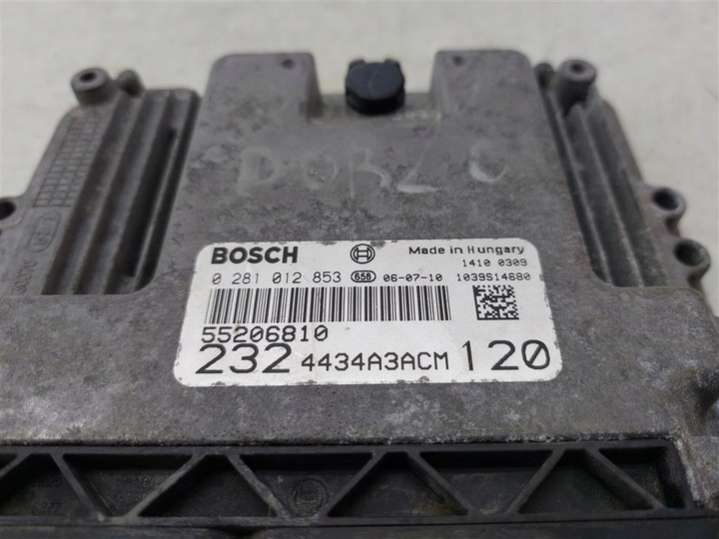 DOBLO
BOSCH Made in Hungary
1410 0309
0 281 012 853 658 06-07-10 1039S14680
55206810
232 4434A3ACM 120